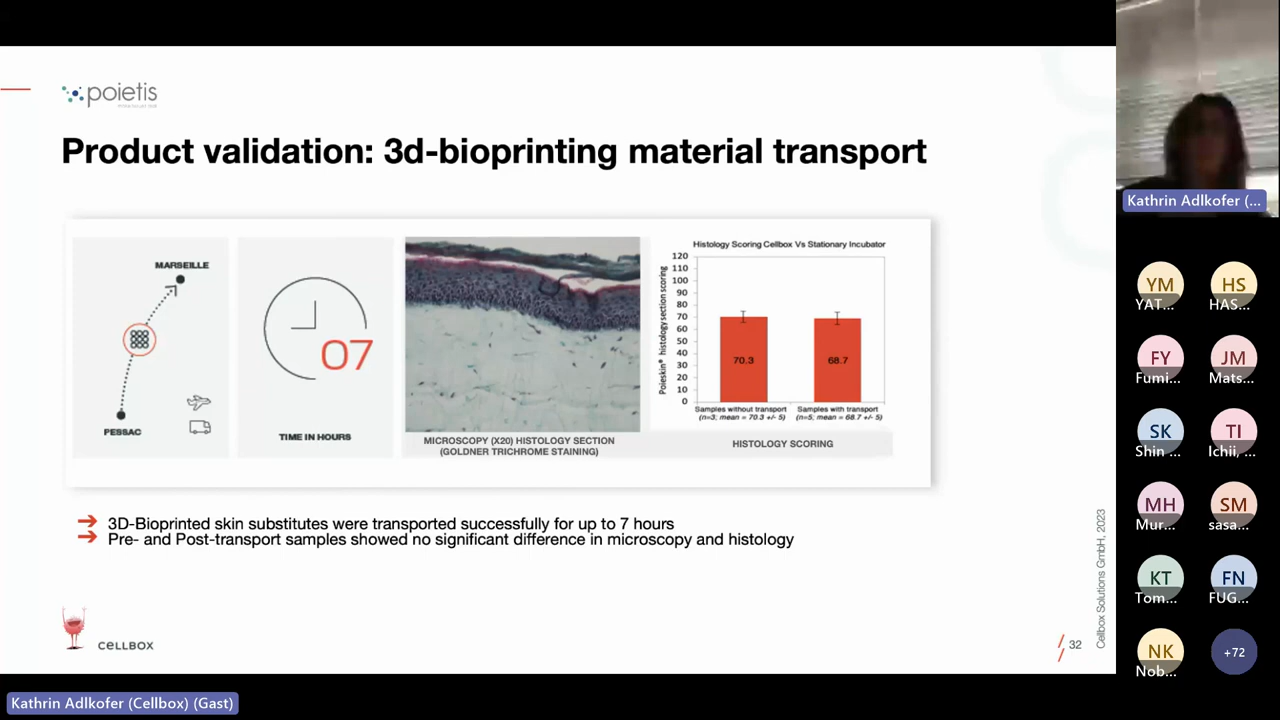 poietis
Product validation: 3d-bioprinting material transport
MARSEILLE
PESSAC
07
TIME IN HOURS
MICROSCOPY (X20) HISTOLOGY SECTION
(GOLDNER TRICHROME STAINING)
Histology Scoring Cellbox Vs Stationary Incubator
Poieskin® histology section scoring
120
110
100
90
80
70
60
50
40
30
20
10
0
70.3
68.7
Samples without transport
(n=3; mean = 70.3 +/- 5)
Samples with transport
(n=5; mean = 68.7 +/- 5)
HISTOLOGY SCORING
→ 3D-Bioprinted skin substitutes were transported successfully for up to 7 hours
→ Pre- and Post-transport samples showed no significant difference in microscopy and histology
CELLBOX
32
Cellbox Solutions GmbH, 2023
Kathrin Adlkofer (Cellbox) (Gast)
Kathrin Adlkofer (...
YM
YAT...
HS
HAS...
FY
Fumi...
JM
Mats...
SK
Shin ...
TI
Ichii, ...
MH
Mur...
SM
sasa...
KT
Tom...
FN
FUG...
NK
Nob...
+72